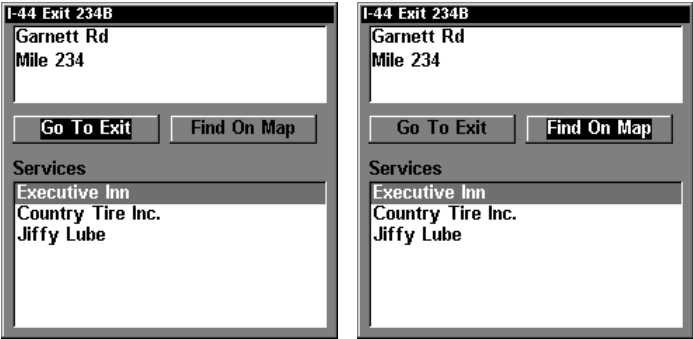 I-44 Exit 234B
Garnett Rd
Mile 234
Go To Exit Find On Map
Services
Executive Inn
Country Tire Inc.
Jiffy Lube
I-44 Exit 234B
Garnett Rd
Mile 234
Go To Exit Find On Map
Services
Executive Inn
Country Tire Inc.
Jiffy Lube